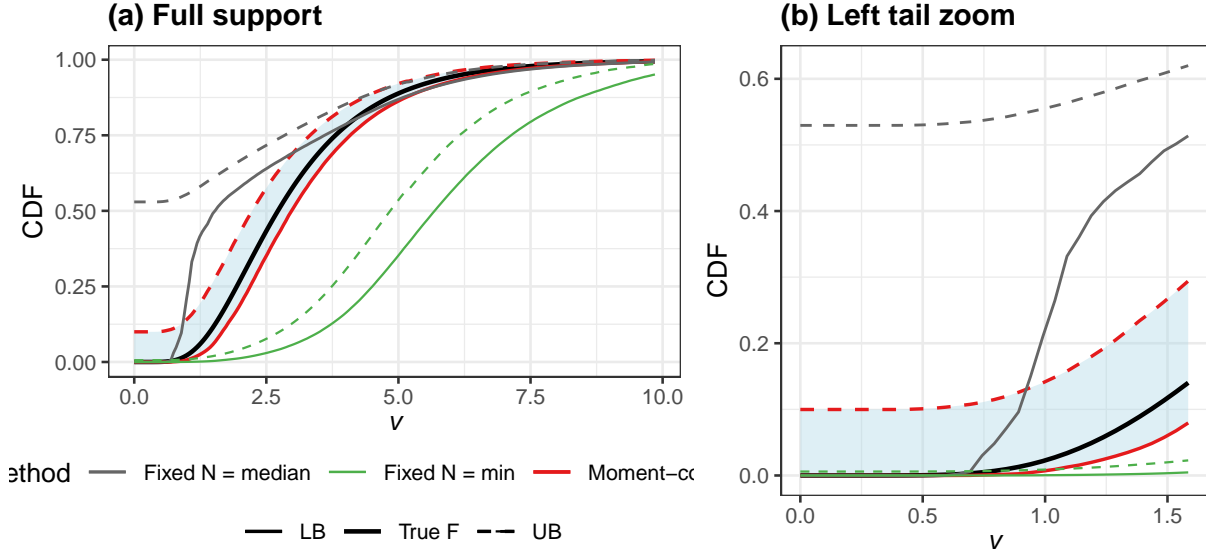 (a) Full support
1.00
0.75
0.50
0.25
0.00
CDF
0.0 2.5 5.0 7.5 10.0
v
ethod Fixed N = median Fixed N = min Moment-co
LB True F UB
(b) Left tail zoom
0.6
0.4
0.2
0.0
CDF
0.0 0.5 1.0 1.5
v